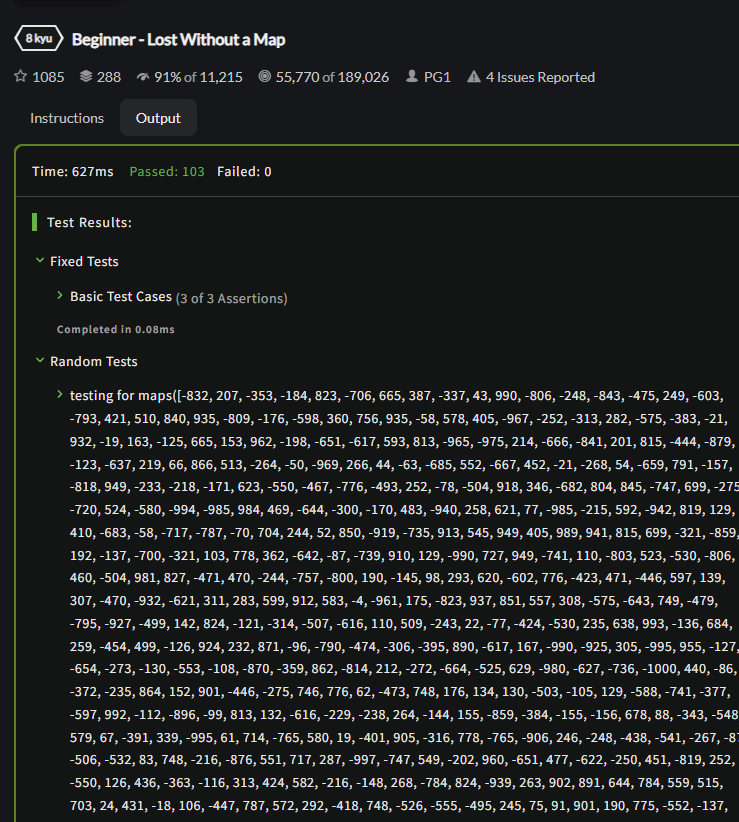 8 kyu Beginner - Lost Without a Map
1085 288 91% of 11,215 55,770 of 189,026 PG1 4 Issues Reported
Instructions Output
Time: 627ms Passed: 103 Failed: 0
Test Results:
Fixed Tests
Basic Test Cases (3 of 3 Assertions)
Completed in 0.08ms
Random Tests
testing for maps([-832, 207, -353, -184, 823, -706, 665, 387, -337, 43, 990, -806, -248, -843, -475, 249, -603,
-793, 421, 510, 840, 935, -809, -176, -598, 360, 756, 935, -58, 578, 405, -967, -252, -313, 282, -575, -383, -21,
932, -19, 163, -125, 665, 153, 962, -198, -651, -617, 593, 813, -965, -975, 214, -666, -841, 201, 815, -444, -879,
-123, -637, 219, 66, 866, 513, -264, -50, -969, 266, 44, -63, -685, 552, -667, 452, -21, -268, 54, -659, 791, -157,
-818, 949, -233, -218, -171, 623, -550, -467, -776, -493, 252, -78, -504, 918, 346, -682, 804, 845, -747, 699, -275
-720, 524, -580, -994, -985, 984, 469, -644, -300, -170, 483, -940, 258, 621, 77, -985, -215, 592, -942, 819, 129,
410, -683, -58, -717, -787, -70, 704, 244, 52, 850, -919, -735, 913, 545, 949, 405, 989, 941, 815, 699, -321, -859,
192, -137, -700, -321, 103, 778, 362, -642, -87, -739, 910, 129, -990, 727, 949, -741, 110, -803, 523, -530, -806,
460, -504, 981, 827, -471, 470, -244, -757, -800, 190, -145, 98, 293, 620, -602, 776, -423, 471, -446, 597, 139,
307, -470, -932, -621, 311, 283, 599, 912, 583, -4, -961, 175, -823, 937, 851, 557, 308, -575, -643, 749, -479,
-795, -927, -499, 142, 824, -121, -314, -507, -616, 110, 509, -243, 22, -77, -424, -530, 235, 638, 993, -136, 684,
259, -454, 499, -126, 924, 232, 871, -96, -790, -474, -306, -395, 890, -617, 167, -990, -925, 305, -995, 955, -127,
-654, -273, -130, -553, -108, -870, -359, 862, -814, 212, -272, -664, -525, 629, -980, -627, -736, -1000, 440, -86,
-372, -235, 864, 152, 901, -446, -275, 746, 776, 62, -473, 748, 176, 134, 130, -503, -105, 129, -588, -741, -377,
-597, 992, -112, -896, -99, 813, 132, -616, -229, -238, 264, -144, 155, -859, -384, -155, -156, 678, 88, -343, -548
579, 67, -391, 339, -995, 61, 714, -765, 580, 19, -401, 905, -316, 778, -765, -906, 246, -248, -438, -541, -267, -87
-506, -532, 83, 748, -216, -876, 551, 717, 287, -997, -747, 549, -202, 960, -651, 477, -622, -250, 451, -819, 252,
-550, 126, 436, -363, -116, 313, 424, 582, -216, -148, 268, -784, 824, -939, 263, 902, 891, 644, 784, 559, 515,
703, 24, 431, -18, 106, -447, 787, 572, 292, -418, 748, -526, -555, -495, 245, 75, 91, 901, 190, 775, -552, -137,